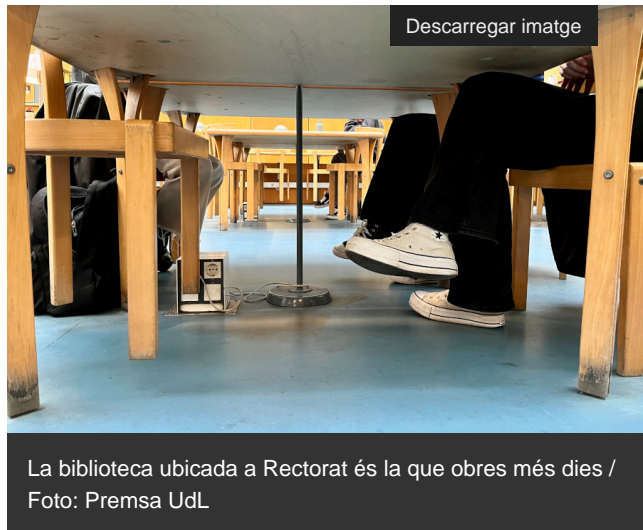 Descarregar imatge
La biblioteca ubicada a Rectorat és la que obres més dies /
Foto: Premsa UdL